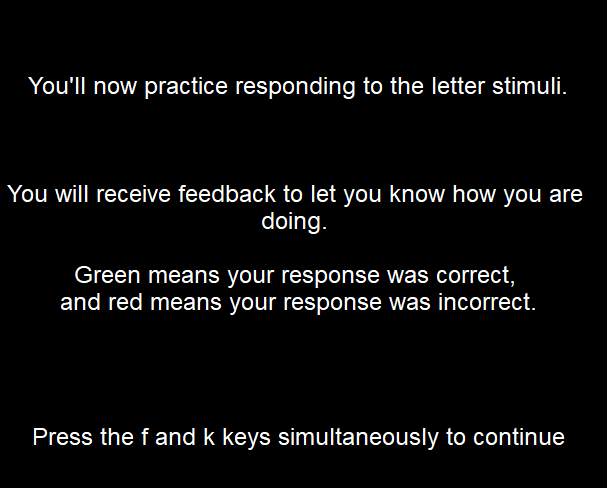 You'll now practice responding to the letter stimuli.
You will receive feedback to let you know how you are
doing.
Green means your response was correct,
and red means your response was incorrect.
Press the f and k keys simultaneously to continue